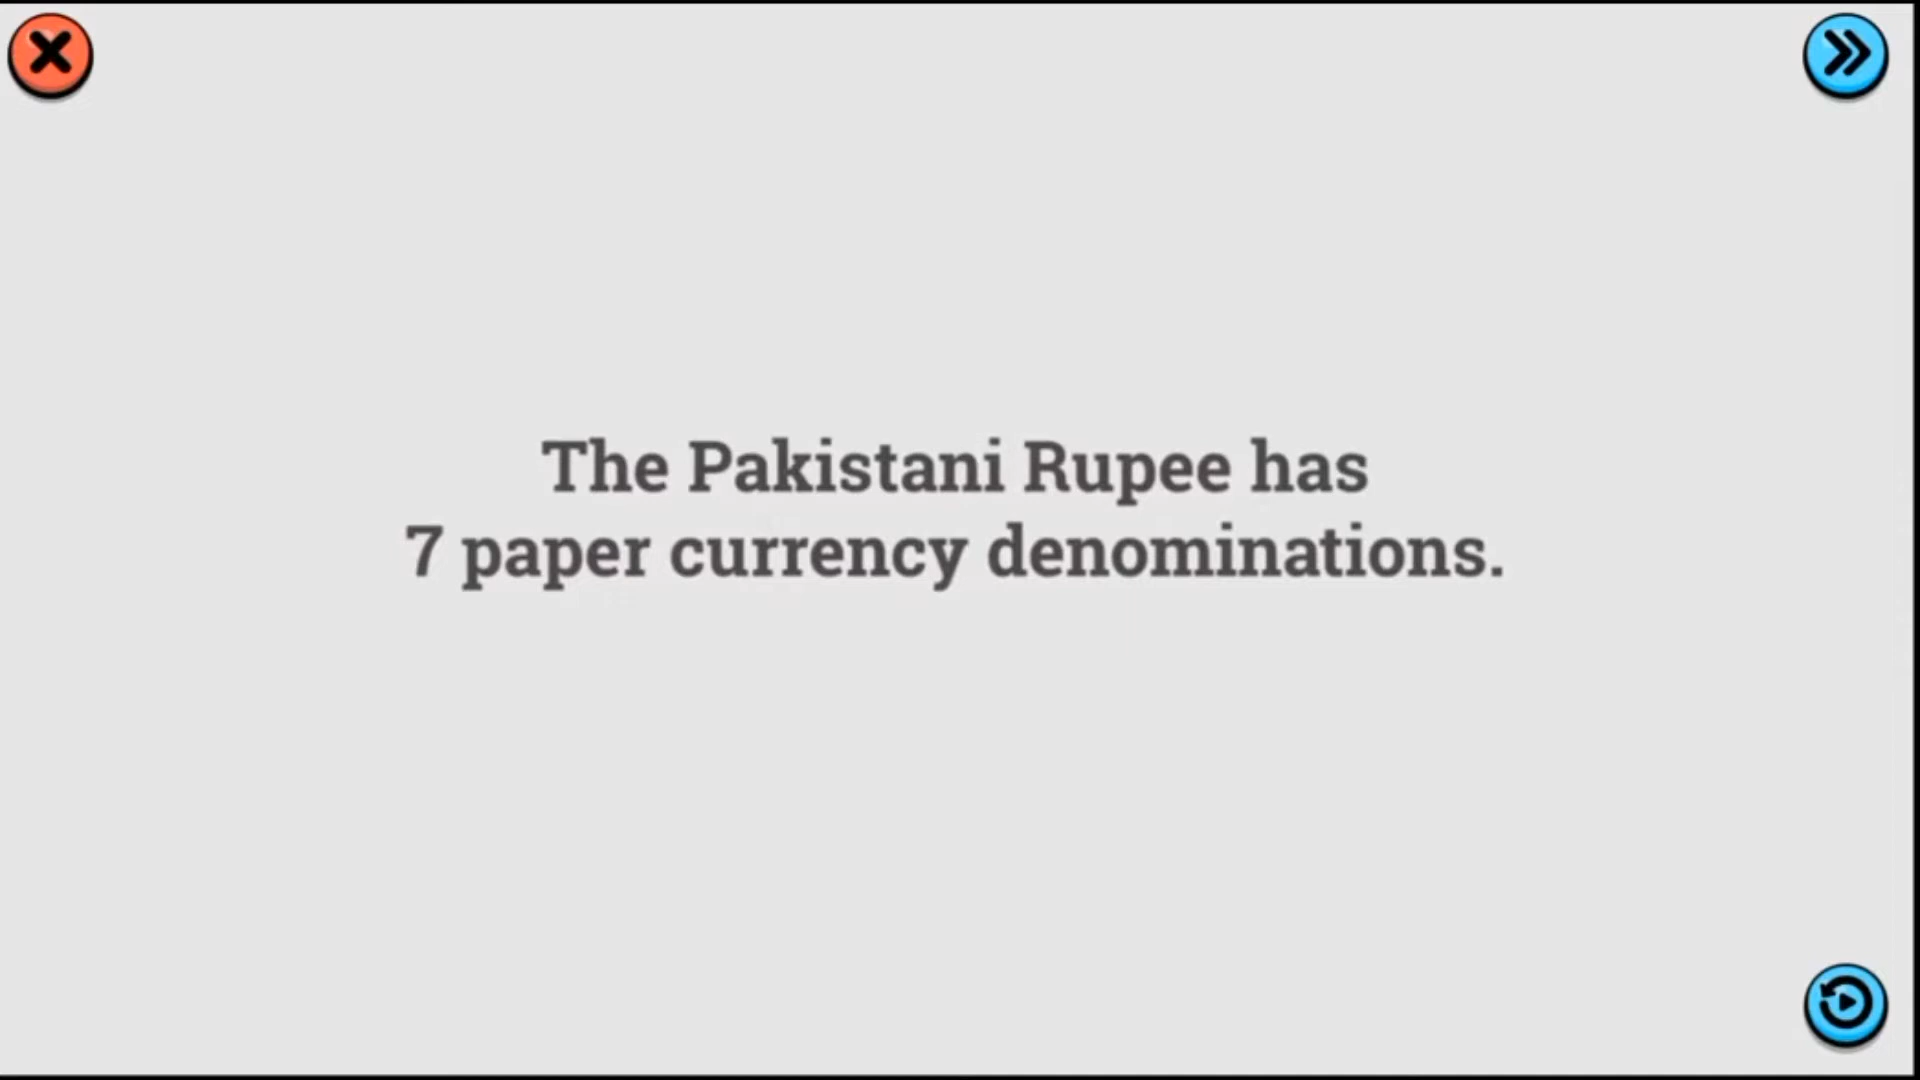 The Pakistani Rupee has
7 paper currency denominations.